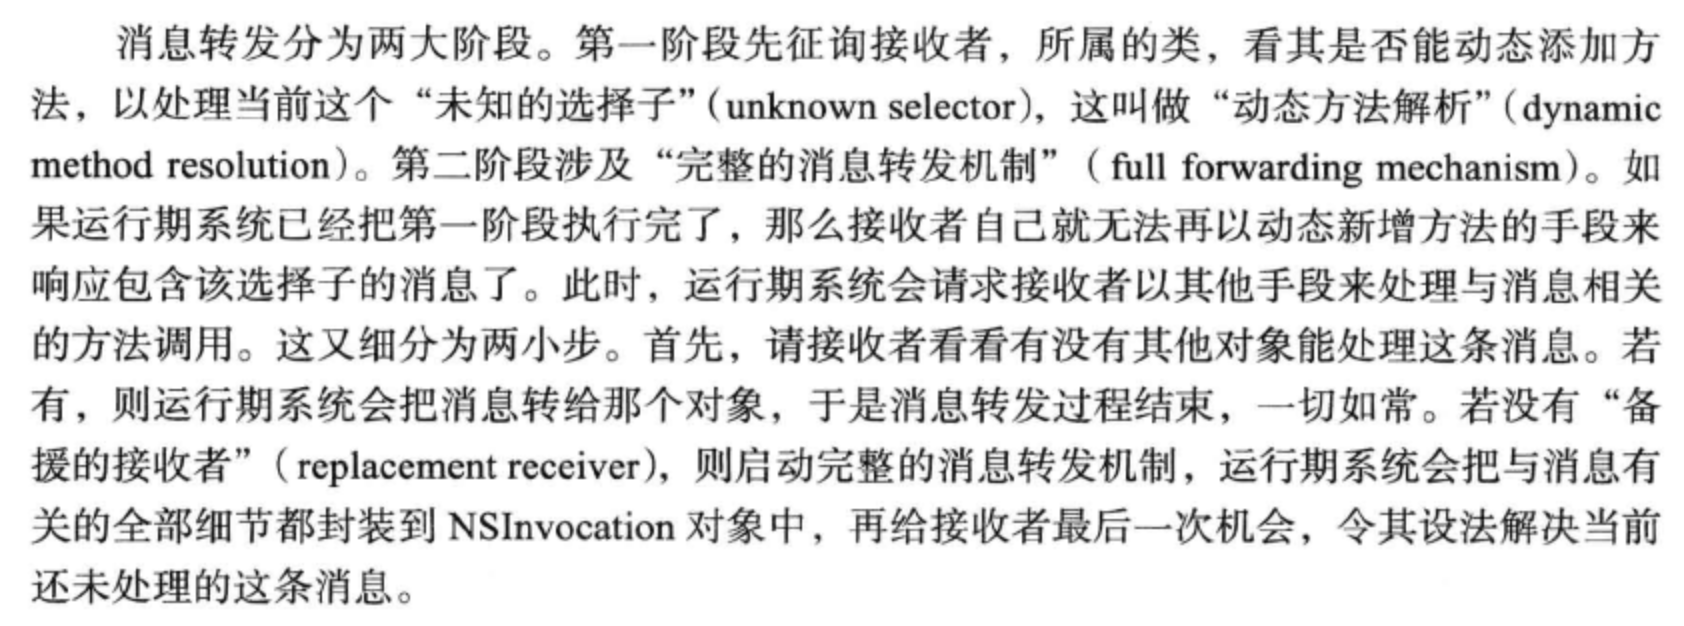 消息转发分为两大阶段。第一阶段先征询接收者，所属的类，看其是否能动态添加方
法，以处理当前这个“未知的选择子”（unknown selector），这叫做“动态方法解析”（dynamic
method resolution）。第二阶段涉及“完整的消息转发机制”（full forwarding mechanism）。如
果运行期系统已经把第一阶段执行完了，那么接收者自己就无法再以动态新增方法的手段来
响应包含该选择子的消息了。此时，运行期系统会请求接收者以其他手段来处理与消息相关
的方法调用。这又细分为两小步。首先，请接收者看看有没有其他对象能处理这条消息。若
有，则运行期系统会把消息转给那个对象，于是消息转发过程结束，一切如常。若没有“备
援的接收者”（replacement receiver），则启动完整的消息转发机制，运行期系统会把与消息有
关的全部细节都封装到 NSInvocation 对象中，再给接收者最后一次机会，令其设法解决当前
还未处理的这条消息。